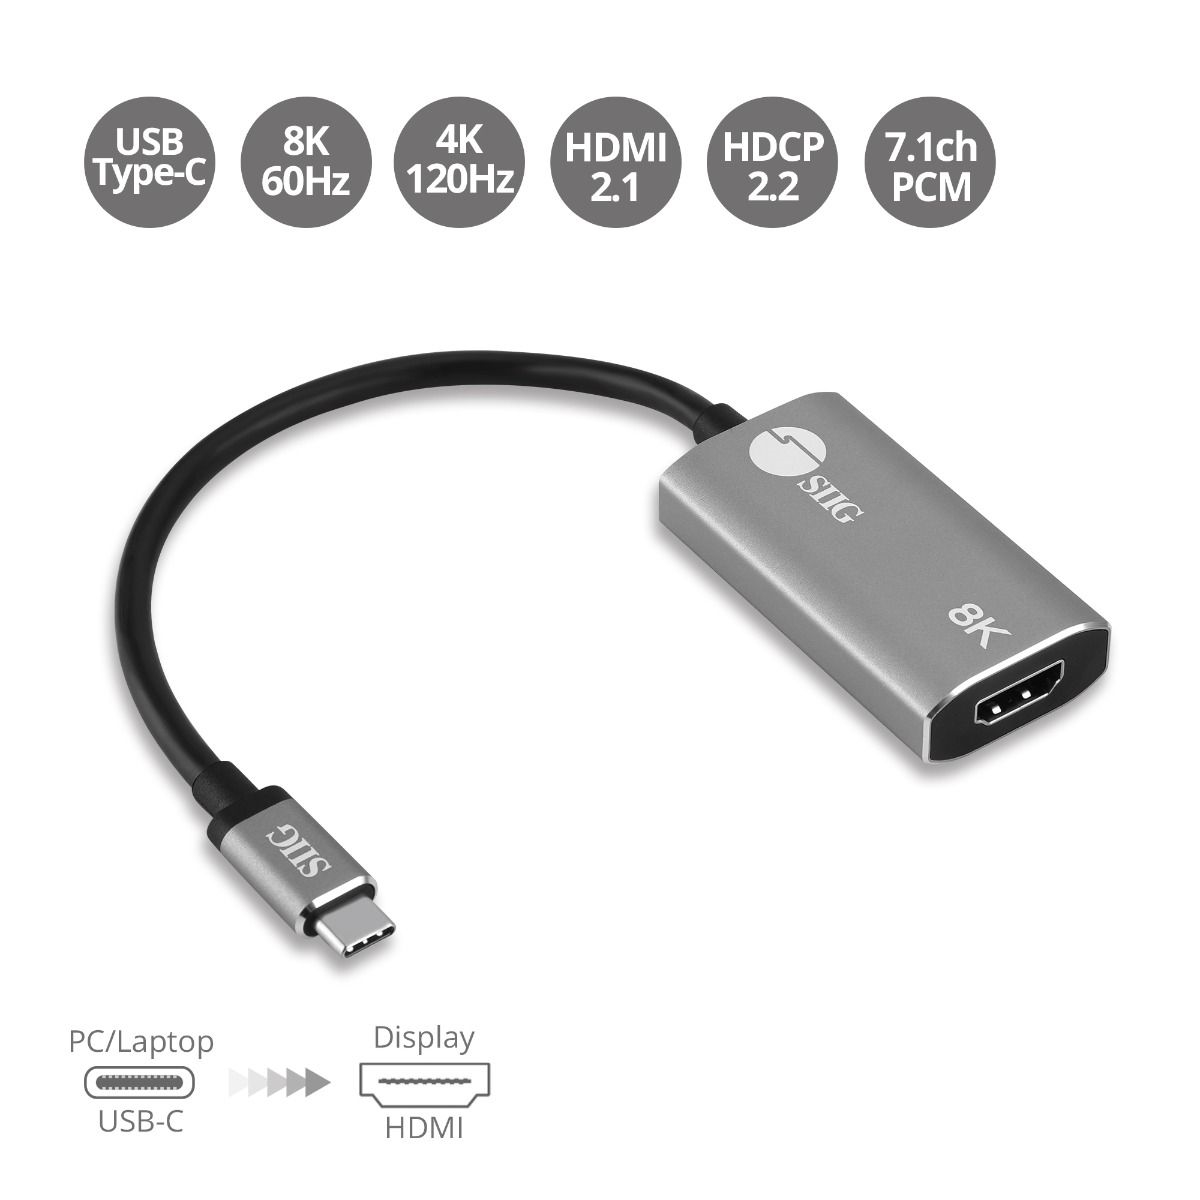 USB
Type-C
8K
60Hz
4K
120Hz
HDMI
2.1
HDCP
2.2
7.1ch
PCM
SIIG
8K
SIIG
PC/Laptop
USB-C
Display
HDMI